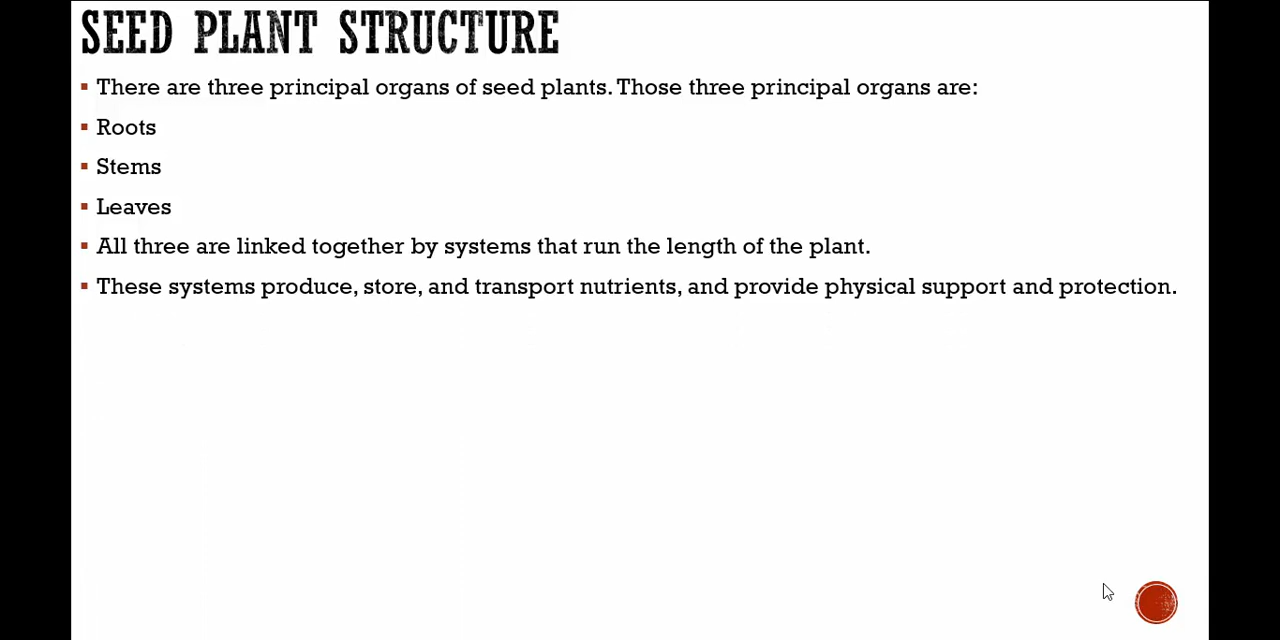 SEED PLANT STRUCTURE
There are three principal organs of seed plants. Those three principal organs are:
Roots
Stems
Leaves
All three are linked together by systems that run the length of the plant.
These systems produce, store, and transport nutrients, and provide physical support and protection.